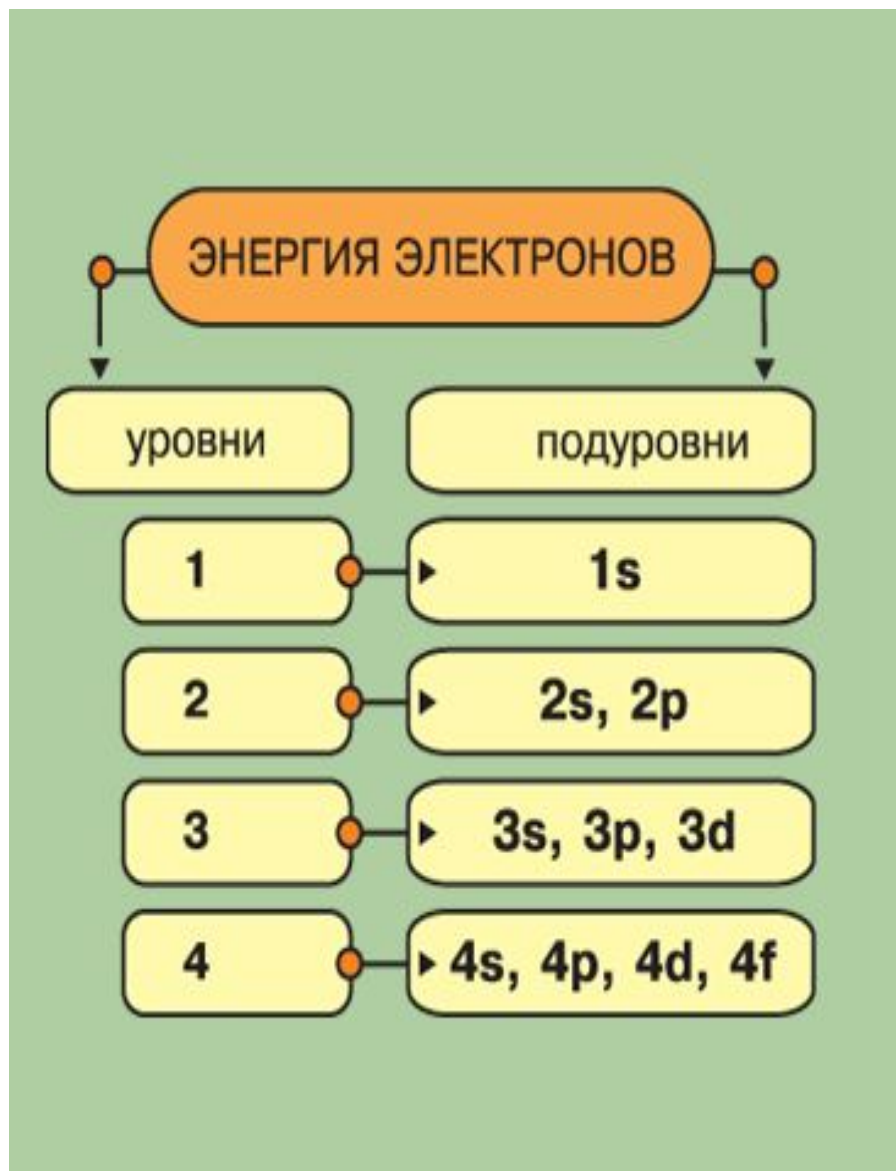 ЭНЕРГИЯ ЭЛЕКТРОНОВ
уровни
подуровни
1
1s
2
2s, 2p
3
3s, 3p, 3d
4
4s, 4p, 4d, 4f